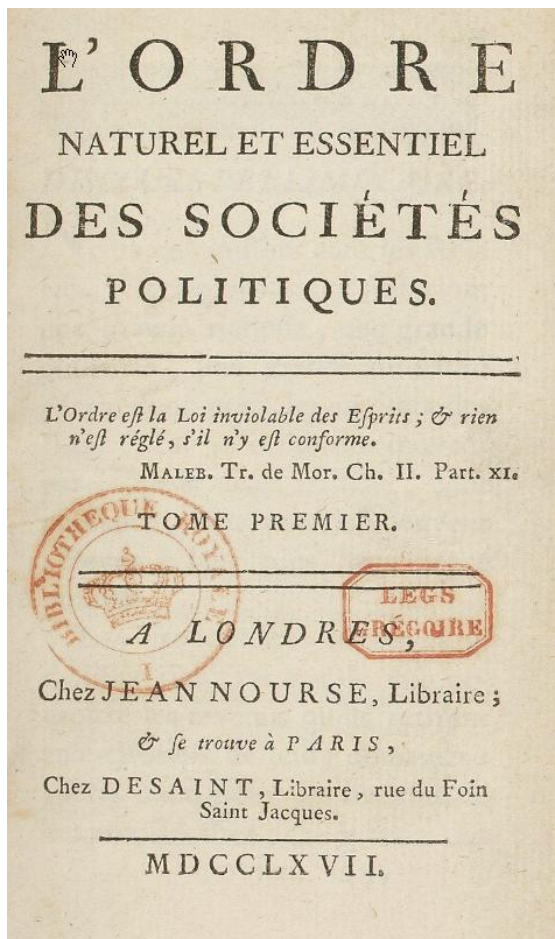 L'ORDRE
NATUREL ET ESSENTIEL
DES SOCIÉTÉS
POLITIQUES.
L'Ordre eſt la Loi inviolable des Eſprits ; & rien
n'eſt réglé, s'il n'y eſt conforme.
MALEB. Tr. de Mor. Ch. II. Part. XI.
TOME PREMIER.
BIBLIOTHEQUE ROYALE
I
LEGS
GRÉGOIRE
A LONDRES,
Chez JEAN NOURSE, Libraire ;
& ſe trouve à PARIS,
Chez DESAINT, Libraire, rue du Foin
Saint Jacques.
MDCCLXVII.